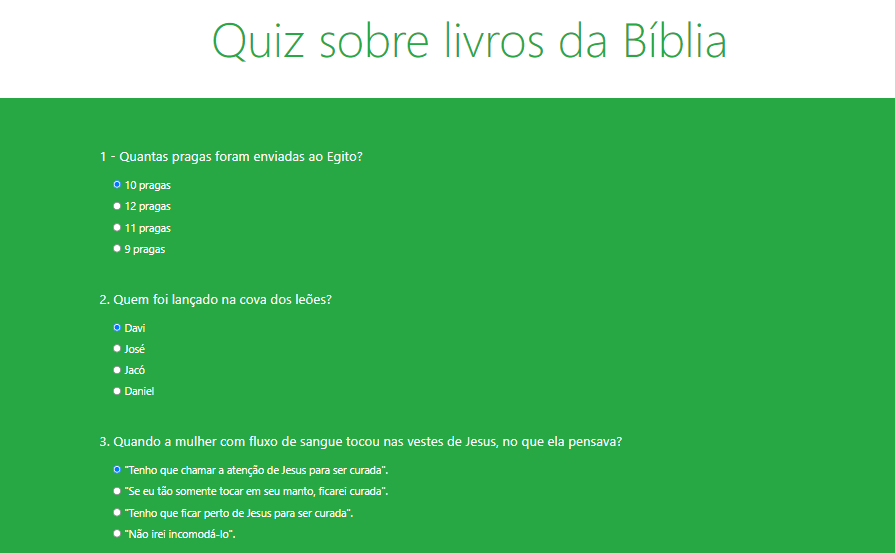 Quiz sobre livros da Bíblia
1 - Quantas pragas foram enviadas ao Egito?
10 pragas
12 pragas
11 pragas
9 pragas
2. Quem foi lançado na cova dos leões?
Davi
José
Jacó
Daniel
3. Quando a mulher com fluxo de sangue tocou nas vestes de Jesus, no que ela pensava?
"Tenho que chamar a atenção de Jesus para ser curada".
"Se eu tão somente tocar em seu manto, ficarei curada".
"Tenho que ficar perto de Jesus para ser curada".
"Não irei incomodá-lo".